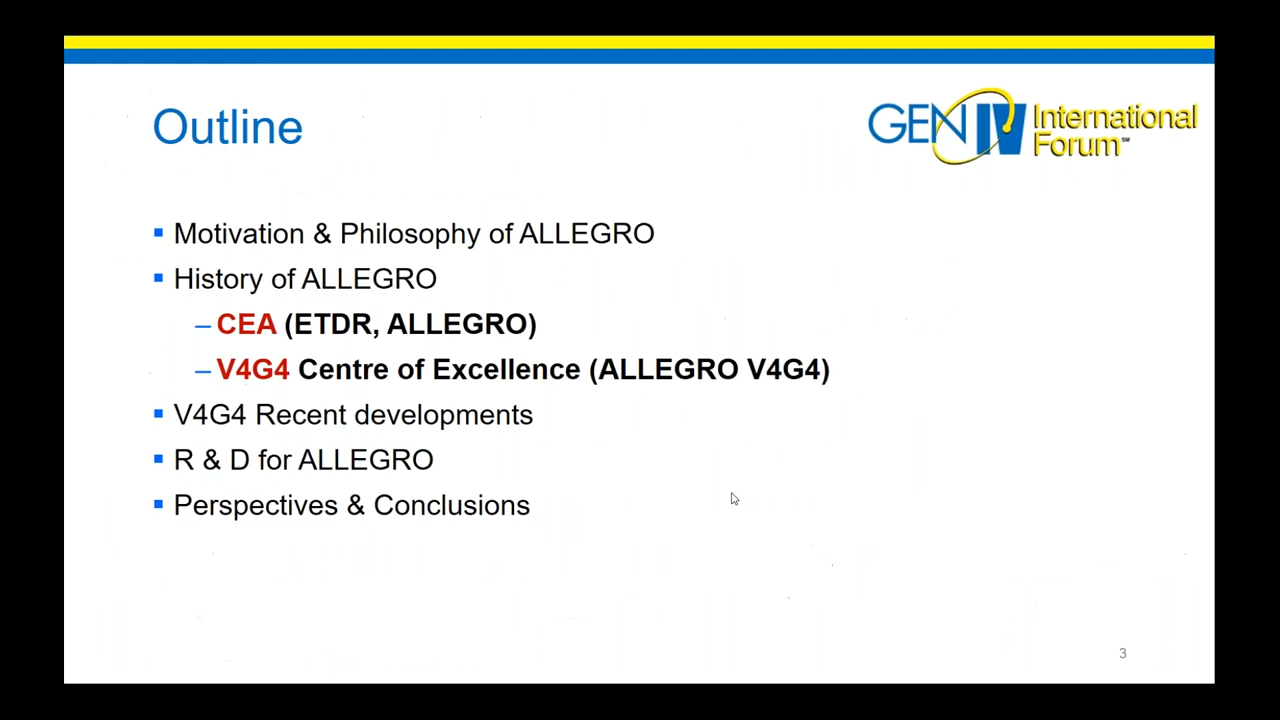 Outline
GEN IV International
Forum℠
▪ Motivation & Philosophy of ALLEGRO
▪ History of ALLEGRO
– CEA (ETDR, ALLEGRO)
– V4G4 Centre of Excellence (ALLEGRO V4G4)
▪ V4G4 Recent developments
▪ R & D for ALLEGRO
▪ Perspectives & Conclusions
3